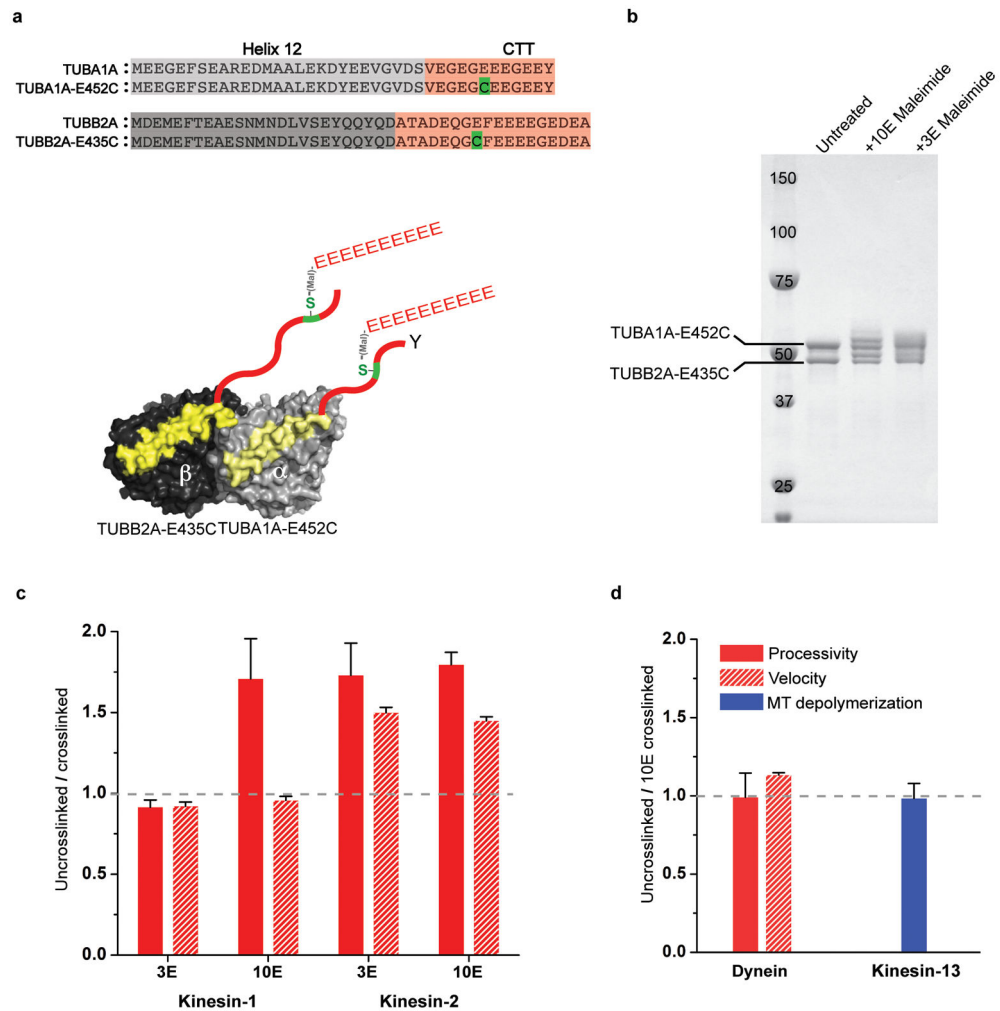 a
Helix 12 CTT
TUBA1A : MEEGEFSEAREDMAALEKDYEEVGVDSVEGEGEEEGEEY
TUBA1A-E452C : MEEGEFSEAREDMAALEKDYEEVGVDSVEGEGCEEGEEY
TUBB2A : MDEMEFTEAESNMNDLVSEYQQYQDATADEQGEFEEEEGEDEA
TUBB2A-E435C : MDEMEFTEAESNMNDLVSEYQQYQDATADEQGCFEEEEGEDEA
EEEEEEEEEE
=(Mal)-
S
EEEEEEEEEE
=(Mal)-
S
Y
β α
TUBB2A-E435C TUBA1A-E452C
b
Untreated
+10E Maleimide
+3E Maleimide
150
100
75
50
37
25
TUBA1A-E452C
TUBB2A-E435C
c
Uncrosslinked / crosslinked
2.0
1.5
1.0
0.5
0.0
3E 10E 3E 10E
Kinesin-1 Kinesin-2
d
Uncrosslinked / 10E crosslinked
2.0
1.5
1.0
0.5
0.0
Processivity
Velocity
MT depolymerization
Dynein Kinesin-13